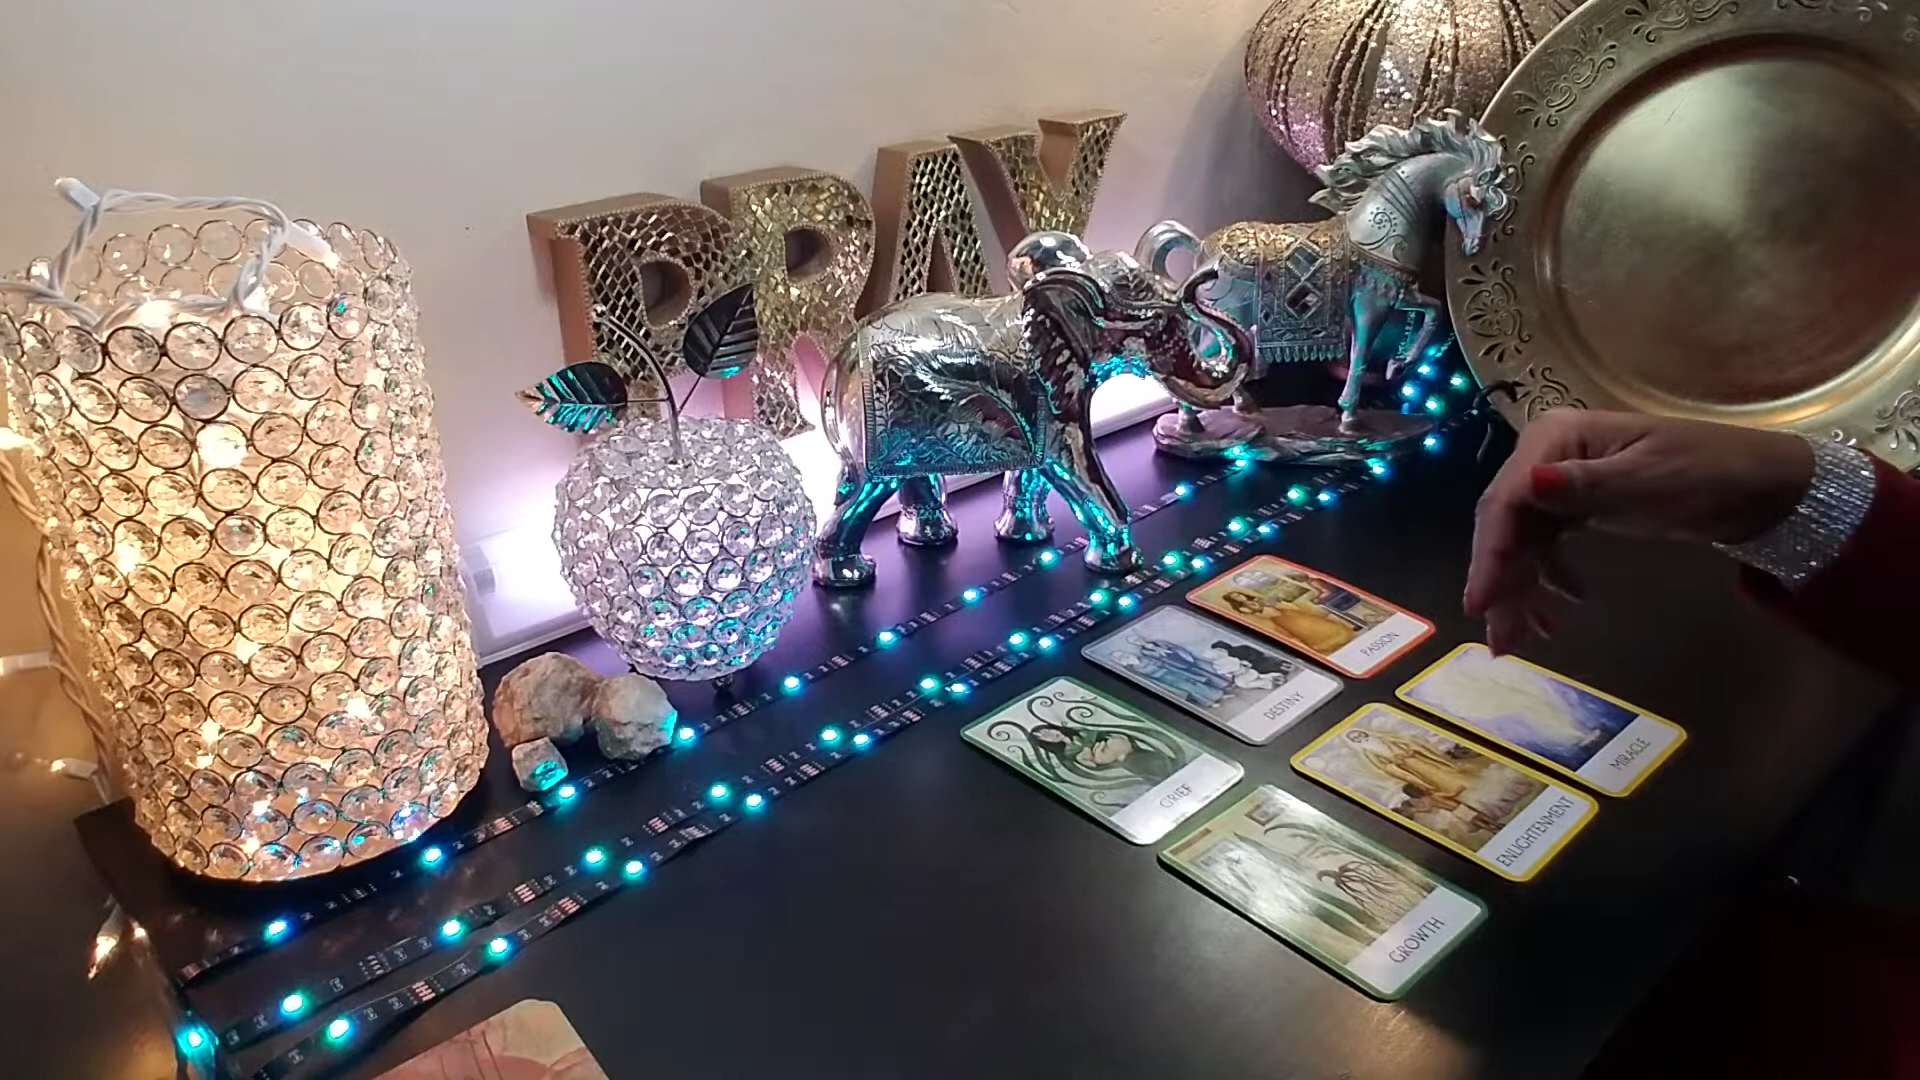 PRAY
PASSION
DESTINY
GRIEF
MIRACLE
ENLIGHTENMENT
GROWTH